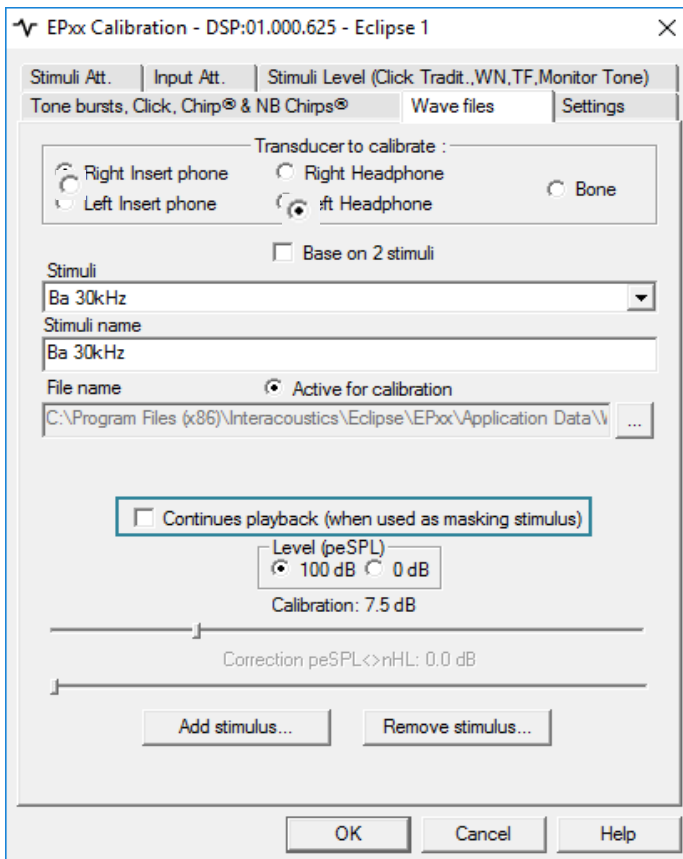 EPxx Calibration - DSP:01.000.625 - Eclipse 1
Stimuli Att. Input Att. Stimuli Level (Click Tradit.,WN,TF,Monitor Tone)
Tone bursts, Click, Chirp® & NB Chirps® Wave files Settings
Transducer to calibrate :
Right Insert phone Right Headphone
Bone
Left Insert phone ft Headphone
Base on 2 stimuli
Stimuli
Ba 30kHz
Stimuli name
Ba 30kHz
File name Active for calibration
C:\Program Files (x86)\Interacoustics\Eclipse\EPxx\Application Data\ ...
Continues playback (when used as masking stimulus)
Level (peSPL)
100 dB 0 dB
Calibration: 7.5 dB
Correction peSPL<>nHL: 0.0 dB
Add stimulus... Remove stimulus...
OK Cancel Help